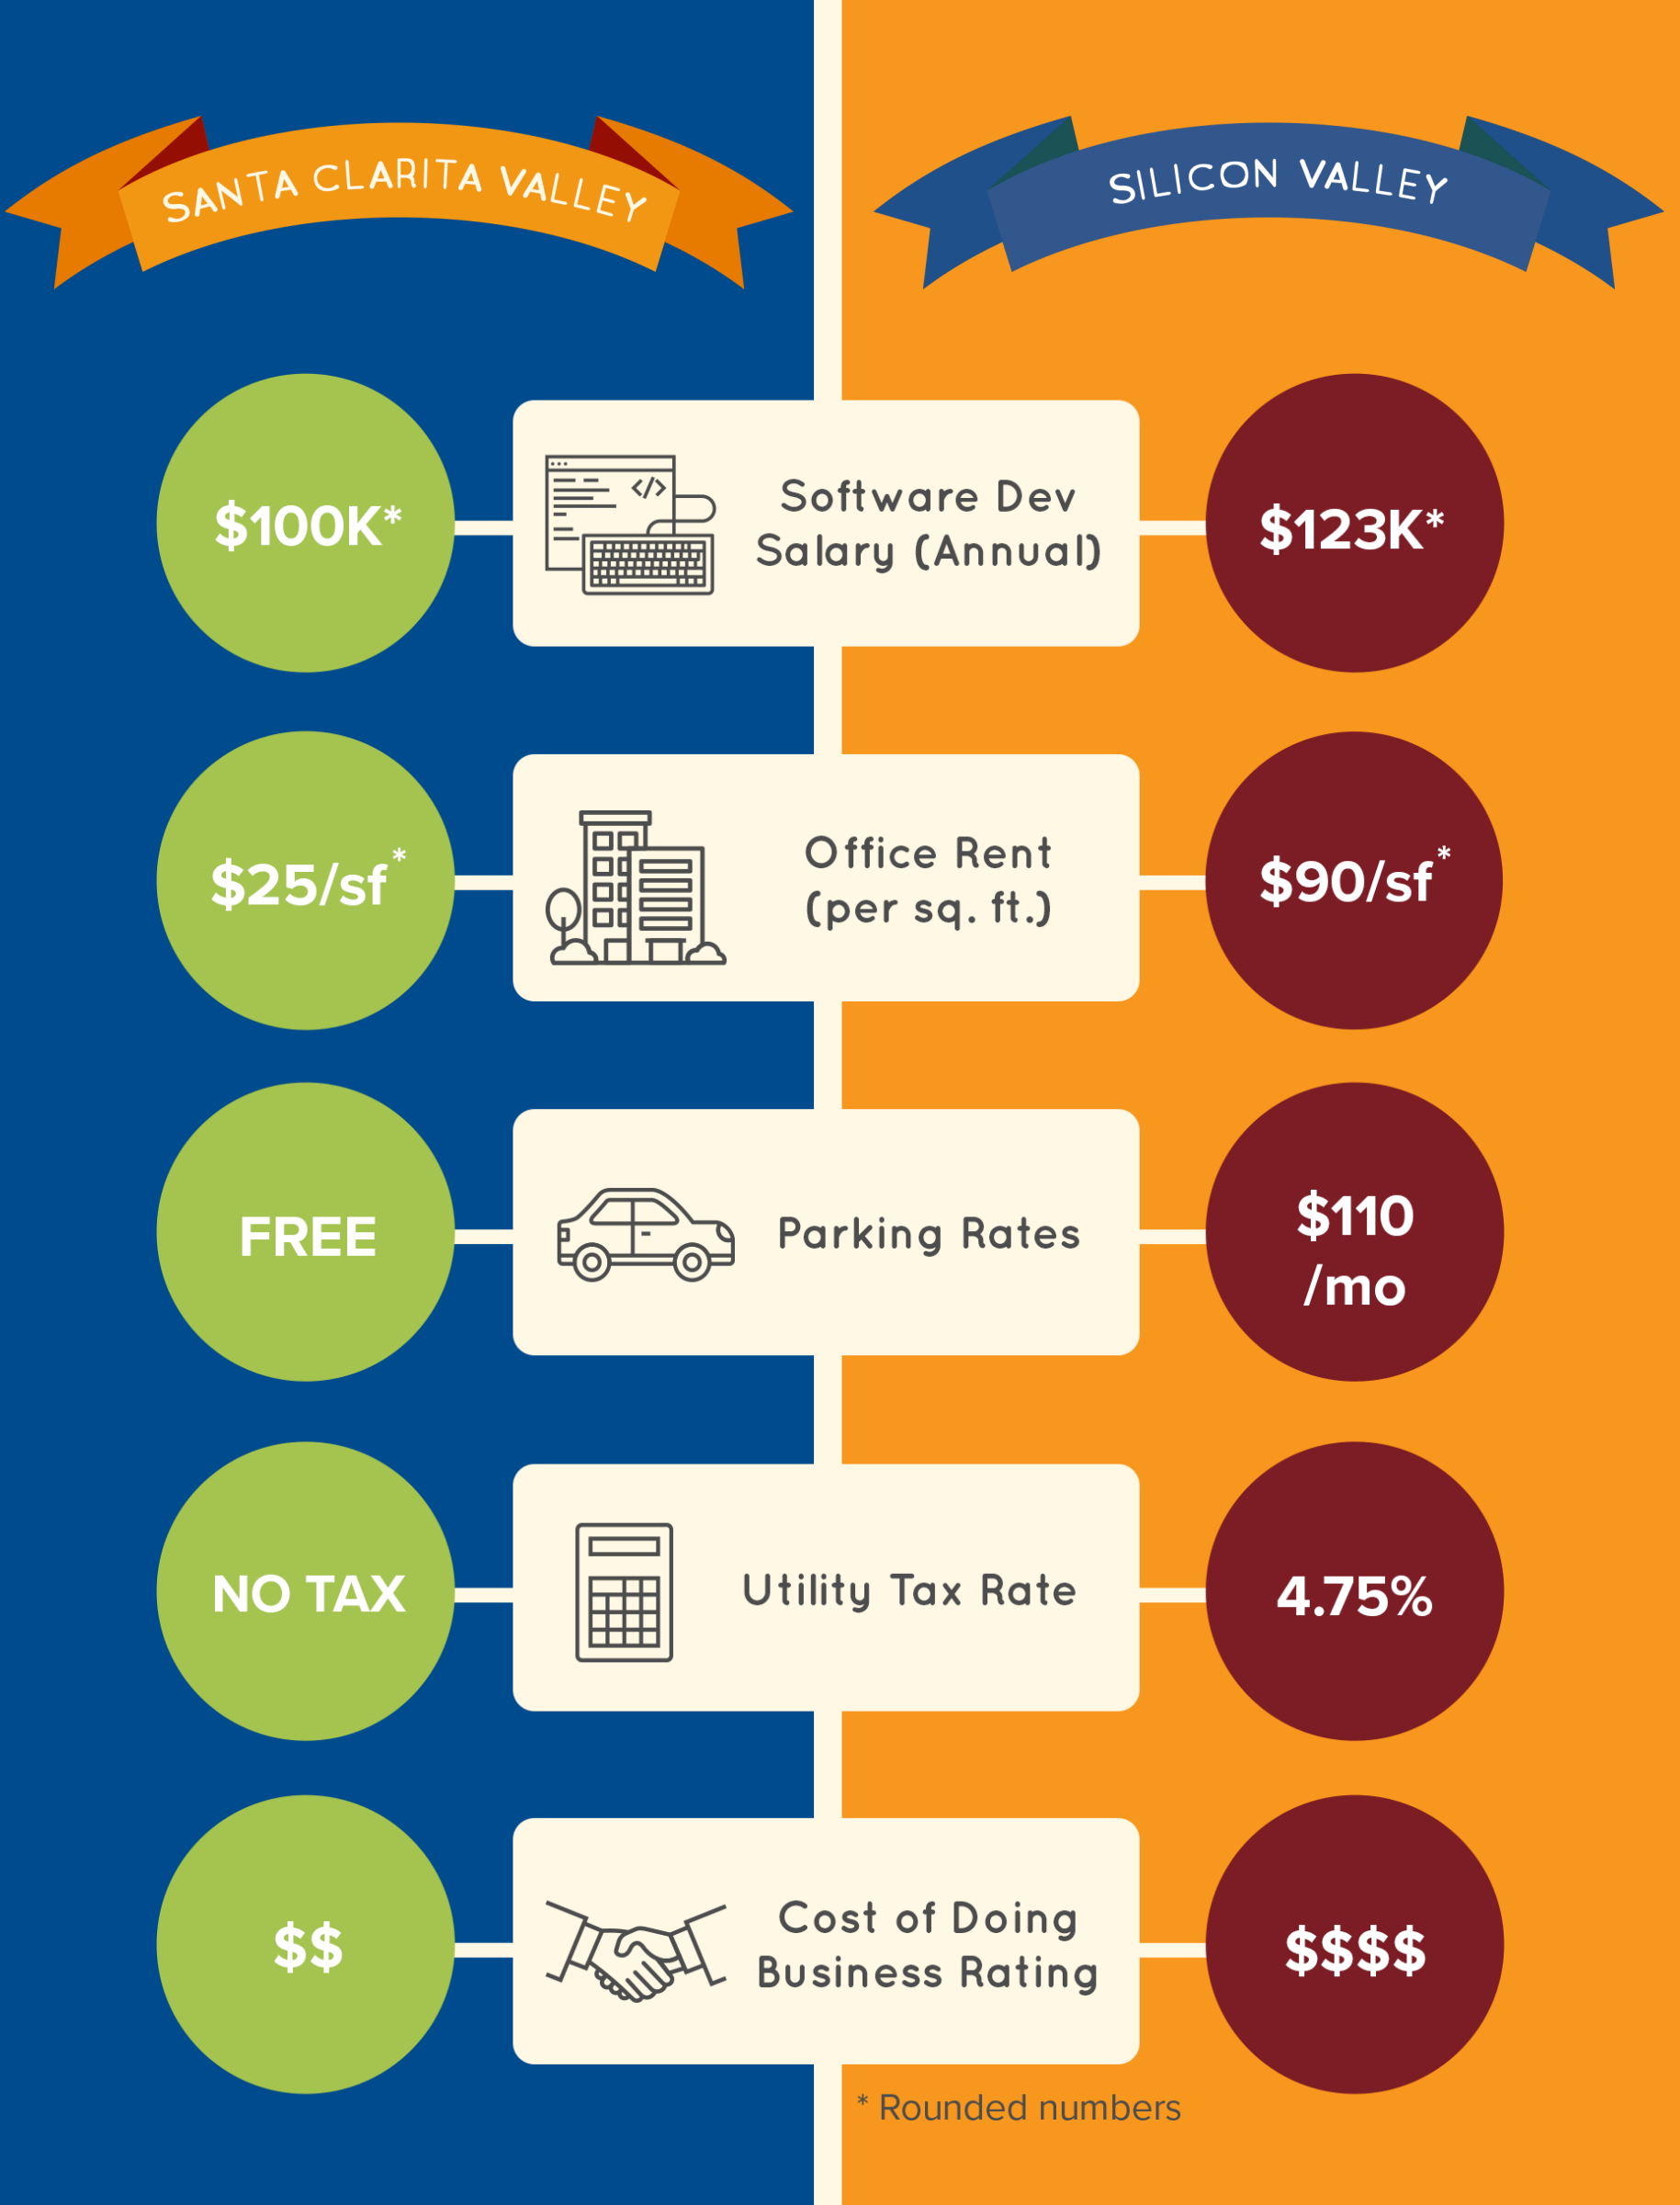 SANTA CLARITA VALLEY
SILICON VALLEY
$100K*
Software Dev
Salary (Annual)
$123K*
$25/sf*
Office Rent
(per sq. ft.)
$90/sf*
FREE
Parking Rates
$110
/mo
NO TAX
Utility Tax Rate
4.75%
$$
Cost of Doing
Business Rating
$$$$
* Rounded numbers